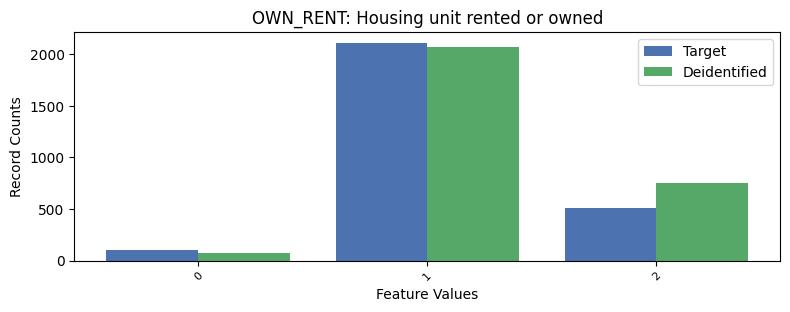 OWN_RENT: Housing unit rented or owned
Target
Deidentified
Record Counts
2000
1500
1000
500
0
0
1
2
Feature Values